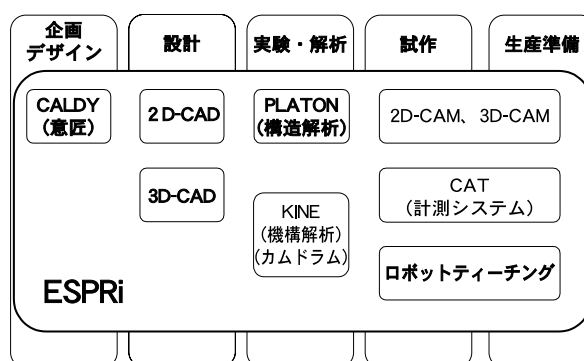 企画
デザイン
設計
実験・解析
試作
生産準備
CALDY
(意匠)
2D-CAD
PLATON
(構造解析)
2D-CAM、3D-CAM
3D-CAD
KINE
(機構解析)
(カムドラム)
CAT
(計測システム)
ロボットティーチング
ESPRi